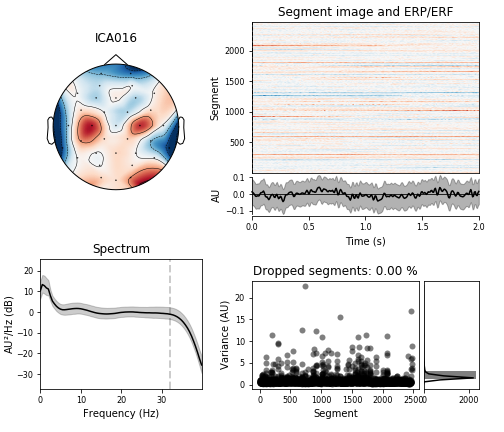 ICA016
Segment image and ERP/ERF
Segment
2000
1500
1000
500
AU
0.1
0.0
−0.1
0.0 0.5 1.0 1.5 2.0
Time (s)
Spectrum
AU²/Hz (dB)
20
10
0
−10
−20
−30
0 10 20 30
Frequency (Hz)
Dropped segments: 0.00 %
Variance (AU)
20
15
10
5
0
0 500 1000 1500 2000 2500
Segment
0 2000